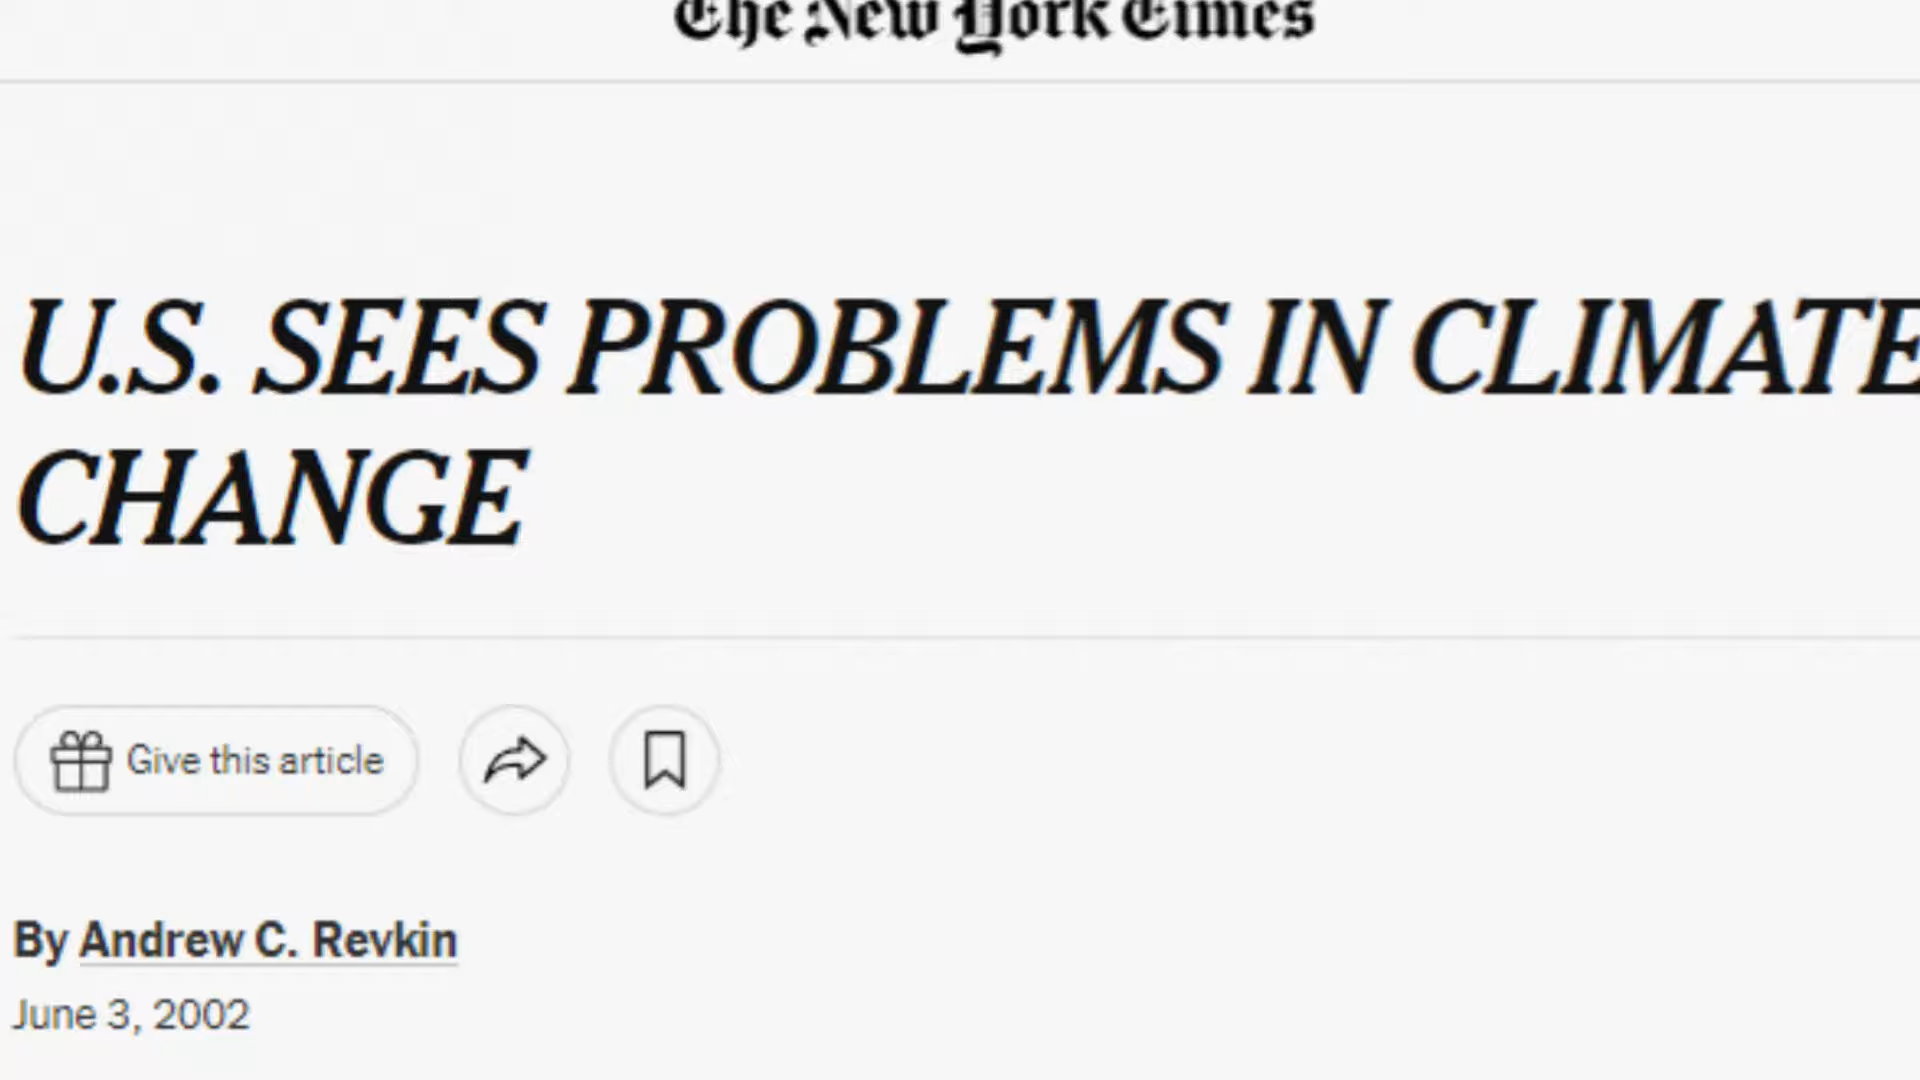 The New York Times
U.S. SEES PROBLEMS IN CLIMATE
CHANGE
Give this article
By Andrew C. Revkin
June 3, 2002